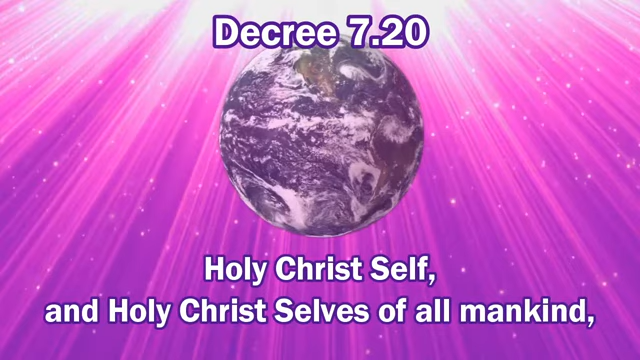 Decree 7.20
Holy Christ Self,
and Holy Christ Selves of all mankind,